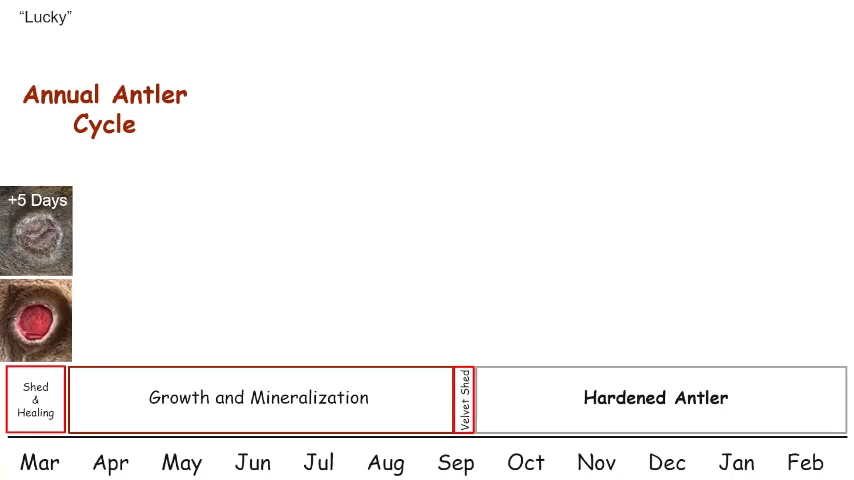 “Lucky”
Annual Antler
Cycle
+5 Days
Shed
&
Healing
Growth and Mineralization
Velvet Shed
Hardened Antler
Mar Apr May Jun Jul Aug Sep Oct Nov Dec Jan Feb